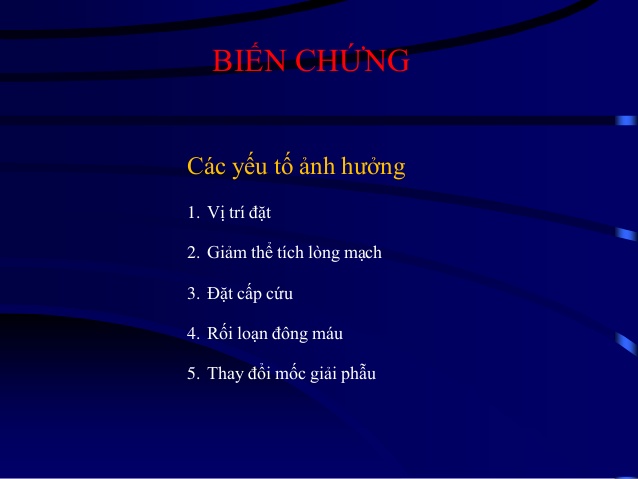 BIẾN CHỨNG
Các yếu tố ảnh hưởng
1. Vị trí đặt
2. Giảm thể tích lòng mạch
3. Đặt cấp cứu
4. Rối loạn đông máu
5. Thay đổi mốc giải phẫu